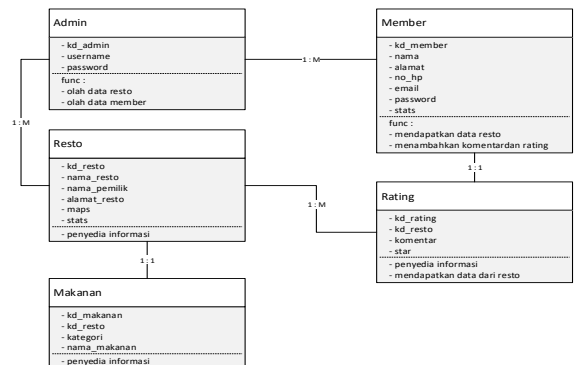 Admin
- kd_admin
- username
- password
func :
- olah data resto
- olah data member
1 : M
Member
- kd_member
- nama
- alamat
- no_hp
- email
- password
- stats
func :
- mendapatkan data resto
- menambahkan komentardan rating
1 : M
Resto
- kd_resto
- nama_resto
- nama_pemilik
- alamat_resto
- maps
- stats
- penyedia informasi
1 : M
1 : 1
Rating
- kd_rating
- kd_resto
- komentar
- star
- penyedia informasi
- mendapatkan data dari resto
1 : 1
Makanan
- kd_makanan
- kd_resto
- kategori
- nama_makanan
- penyedia informasi